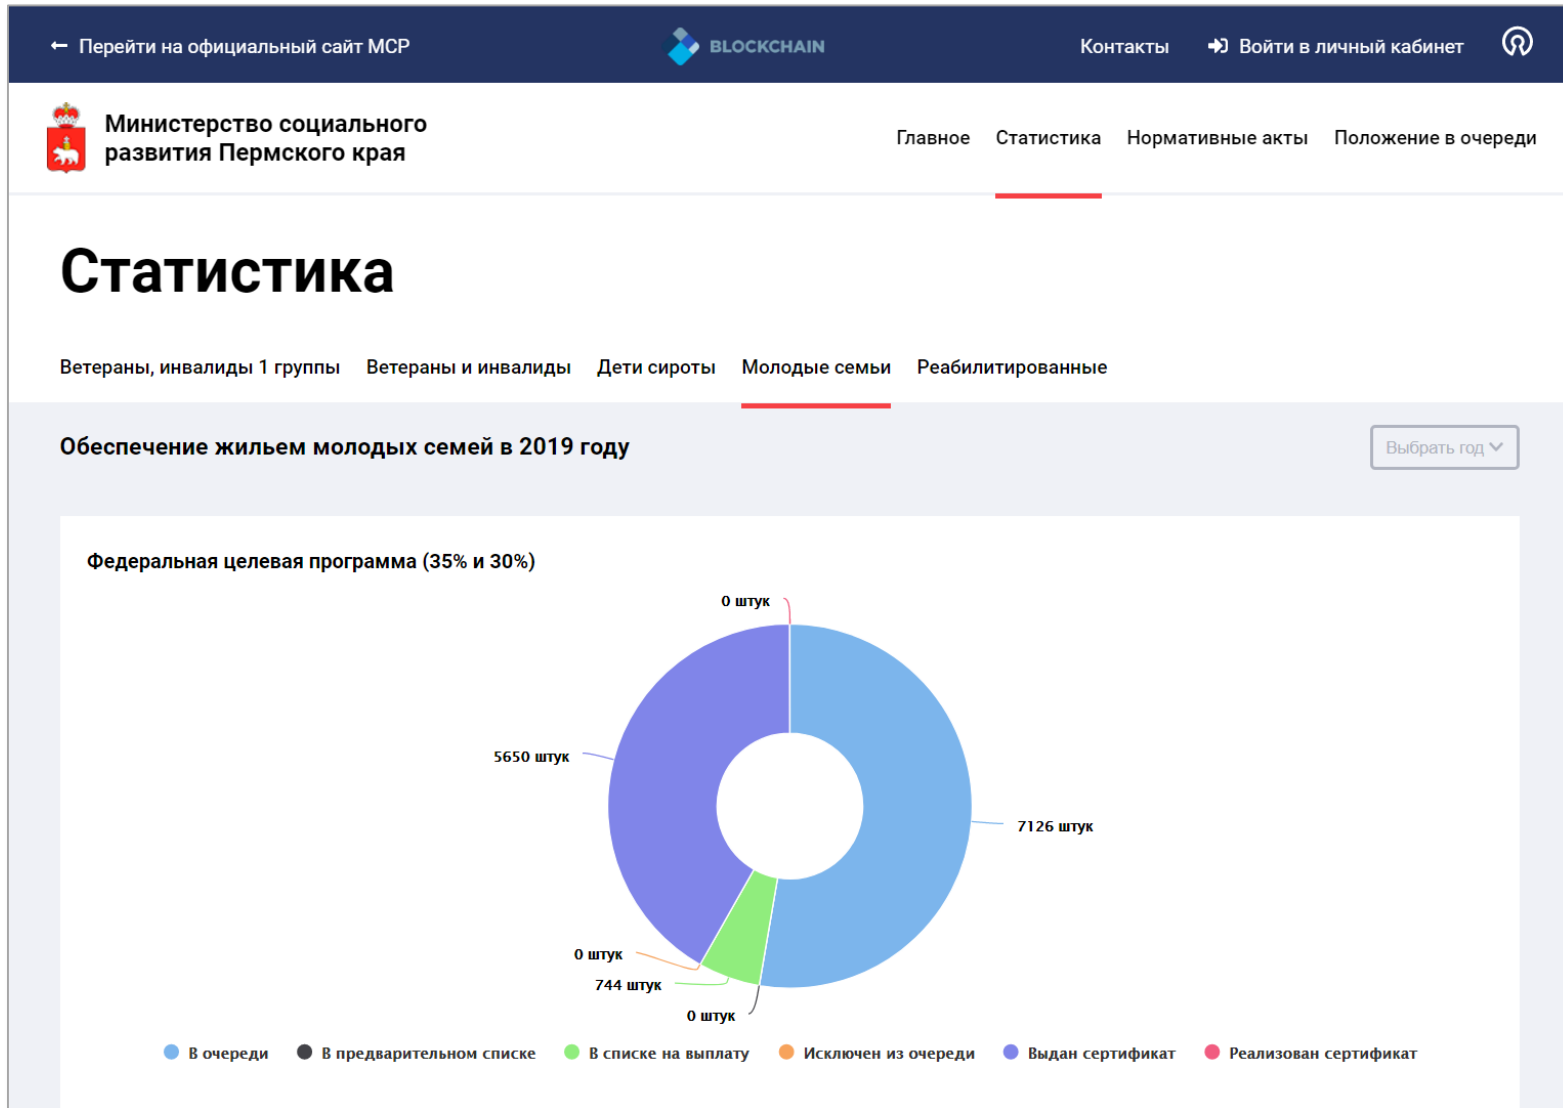 Перейти на официальный сайт МСР
BLOCKCHAIN
Контакты
Войти в личный кабинет
Министерство социального
развития Пермского края
Главное
Статистика
Нормативные акты
Положение в очереди
Статистика
Ветераны, инвалиды 1 группы
Ветераны и инвалиды
Дети сироты
Молодые семьи
Реабилитированные
Обеспечение жильем молодых семей в 2019 году
Выбрать год
Федеральная целевая программа (35% и 30%)
0 штук
5650 штук
7126 штук
0 штук
744 штук
0 штук
В очереди
В предварительном списке
В списке на выплату
Исключен из очереди
Выдан сертификат
Реализован сертификат